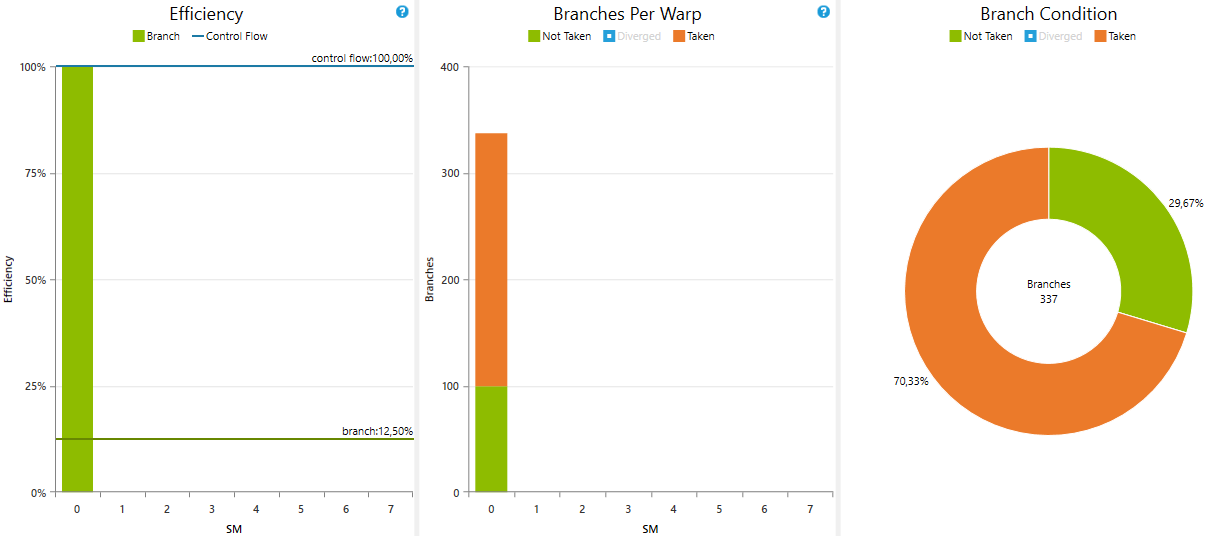 Efficiency
?
Branch Control Flow
control flow:100,00%
100%
75%
50%
25%
branch:12,50%
0%
0 1 2 3 4 5 6 7
SM
Efficiency
Branches Per Warp
?
Not Taken Diverged Taken
400
300
200
100
0
0 1 2 3 4 5 6 7
SM
Branches
Branch Condition
Not Taken Diverged Taken
29,67%
Branches
337
70,33%